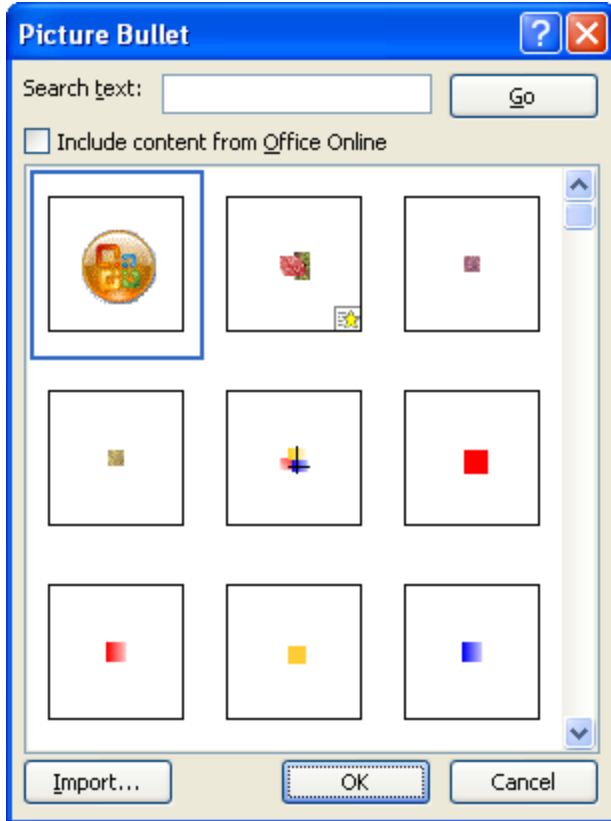 Picture Bullet
Search text:
Go
Include content from Office Online
Import...
OK
Cancel